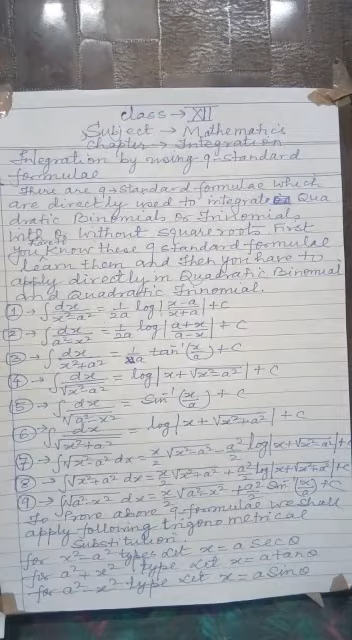 class → XII
Subject → Mathematics
Chapter → Integration
Integration by using 9-standard
formulae
There are 9 standard formulae which
are directly used to integrate Qua
dratic Binomials or Trinomials
with & without square roots. First
you have to know these 9 standard formulae
learn them and then you have to
apply directly in Quadratic Binomial
and Quadratic Trinomial.
① → ∫dx/x²-a² = 1/2a log|x-a/x+a| + c
② → ∫dx/a²-x² = 1/2a log|a+x/a-x| + c
③ → ∫dx/x²+a² = 1/a tan⁻¹(x/a) + c
④ → ∫dx/√x²-a² = log|x+√x²-a²| + c
⑤ → ∫dx/√a²-x² = Sin⁻¹(x/a) + c
⑥ → ∫dx/√x²+a² = log|x+√x²+a²| + c
⑦ → ∫√x²-a² dx = x/2 √x²-a² - a²/2 log|x+√x²-a²| + c
⑧ → ∫√x²+a² dx = x/2 √x²+a² + a²/2 log|x+√x²+a²| + c
⑨ → ∫√a²-x² dx = x/2 √a²-x² + a²/2 Sin⁻¹(x/a) + c
To Prove above 9-formulae we shall
apply following trigonometrical
Substitution.
for x²-a² types Let x = a secθ
for a²+x² type Let x = a tanθ
for a²-x² type Let x = a Sinθ